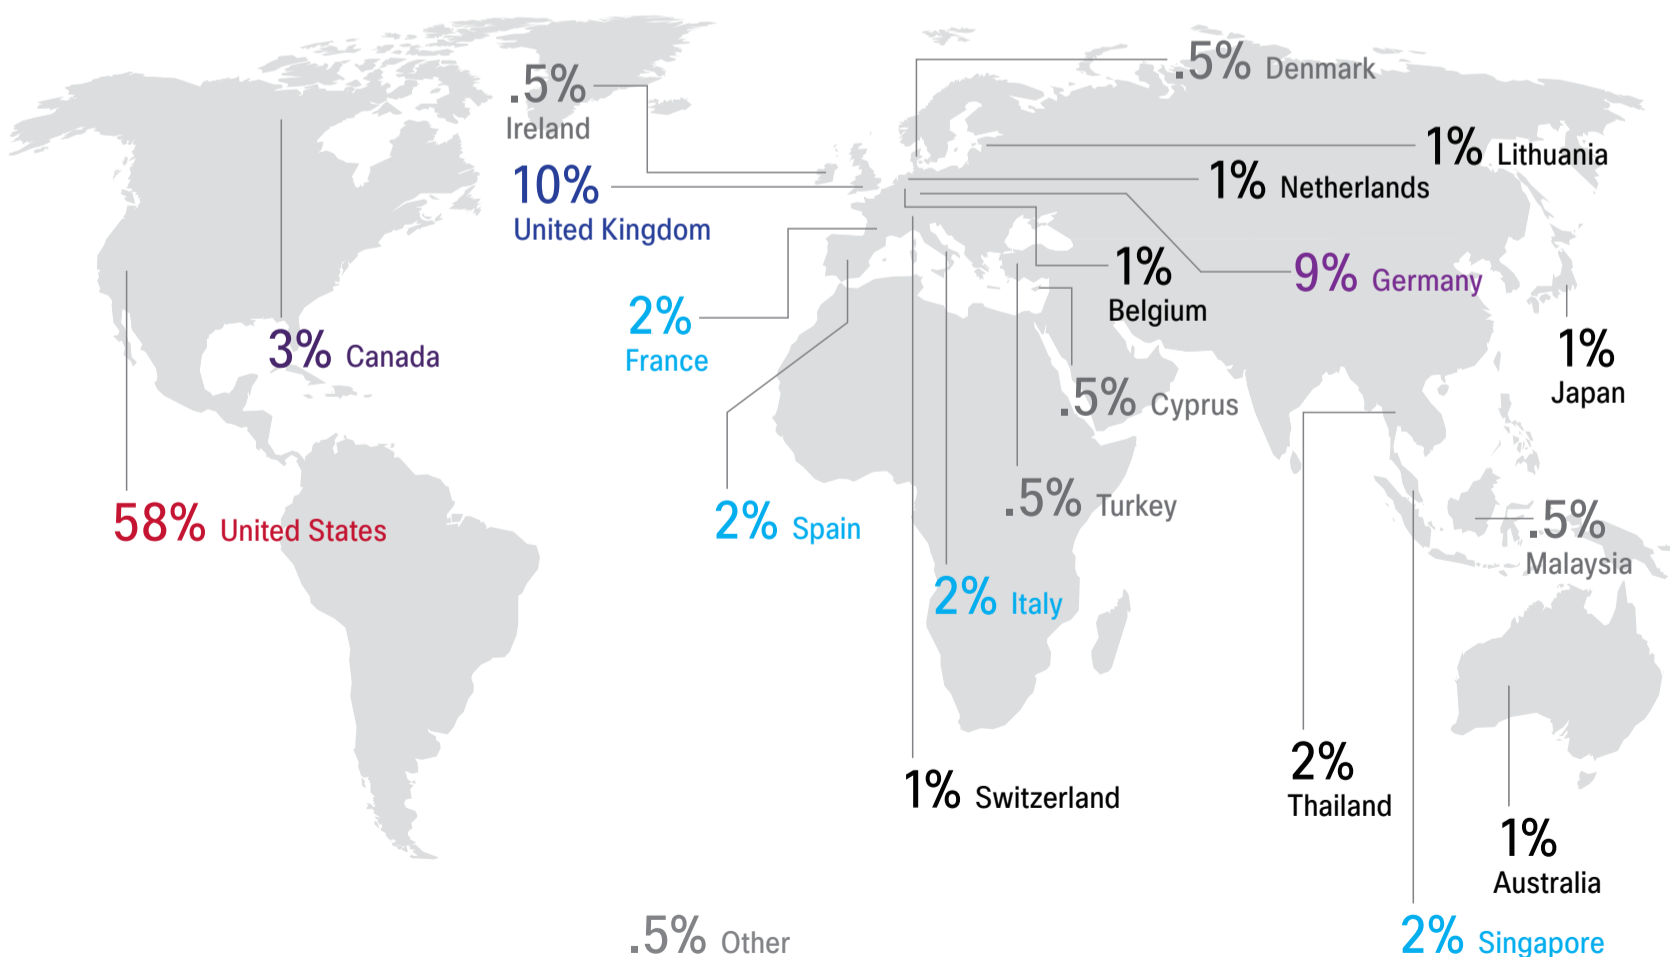 .5% Denmark
.5%
Ireland
1% Lithuania
10%
United Kingdom
1% Netherlands
1%
Belgium
9% Germany
2%
France
3% Canada
1%
Japan
.5% Cyprus
58% United States
2% Spain
.5% Turkey
.5%
Malaysia
2% Italy
1% Switzerland
2%
Thailand
1%
Australia
.5% Other
2% Singapore